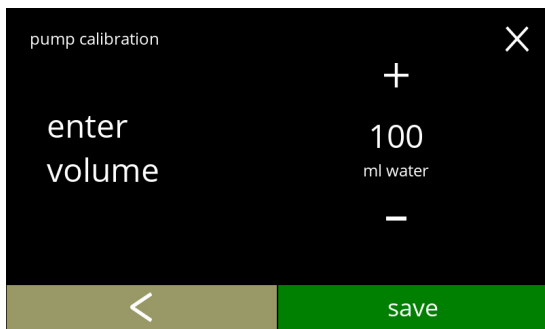 pump calibration
+
enter
volume
100
ml water
-
<
save